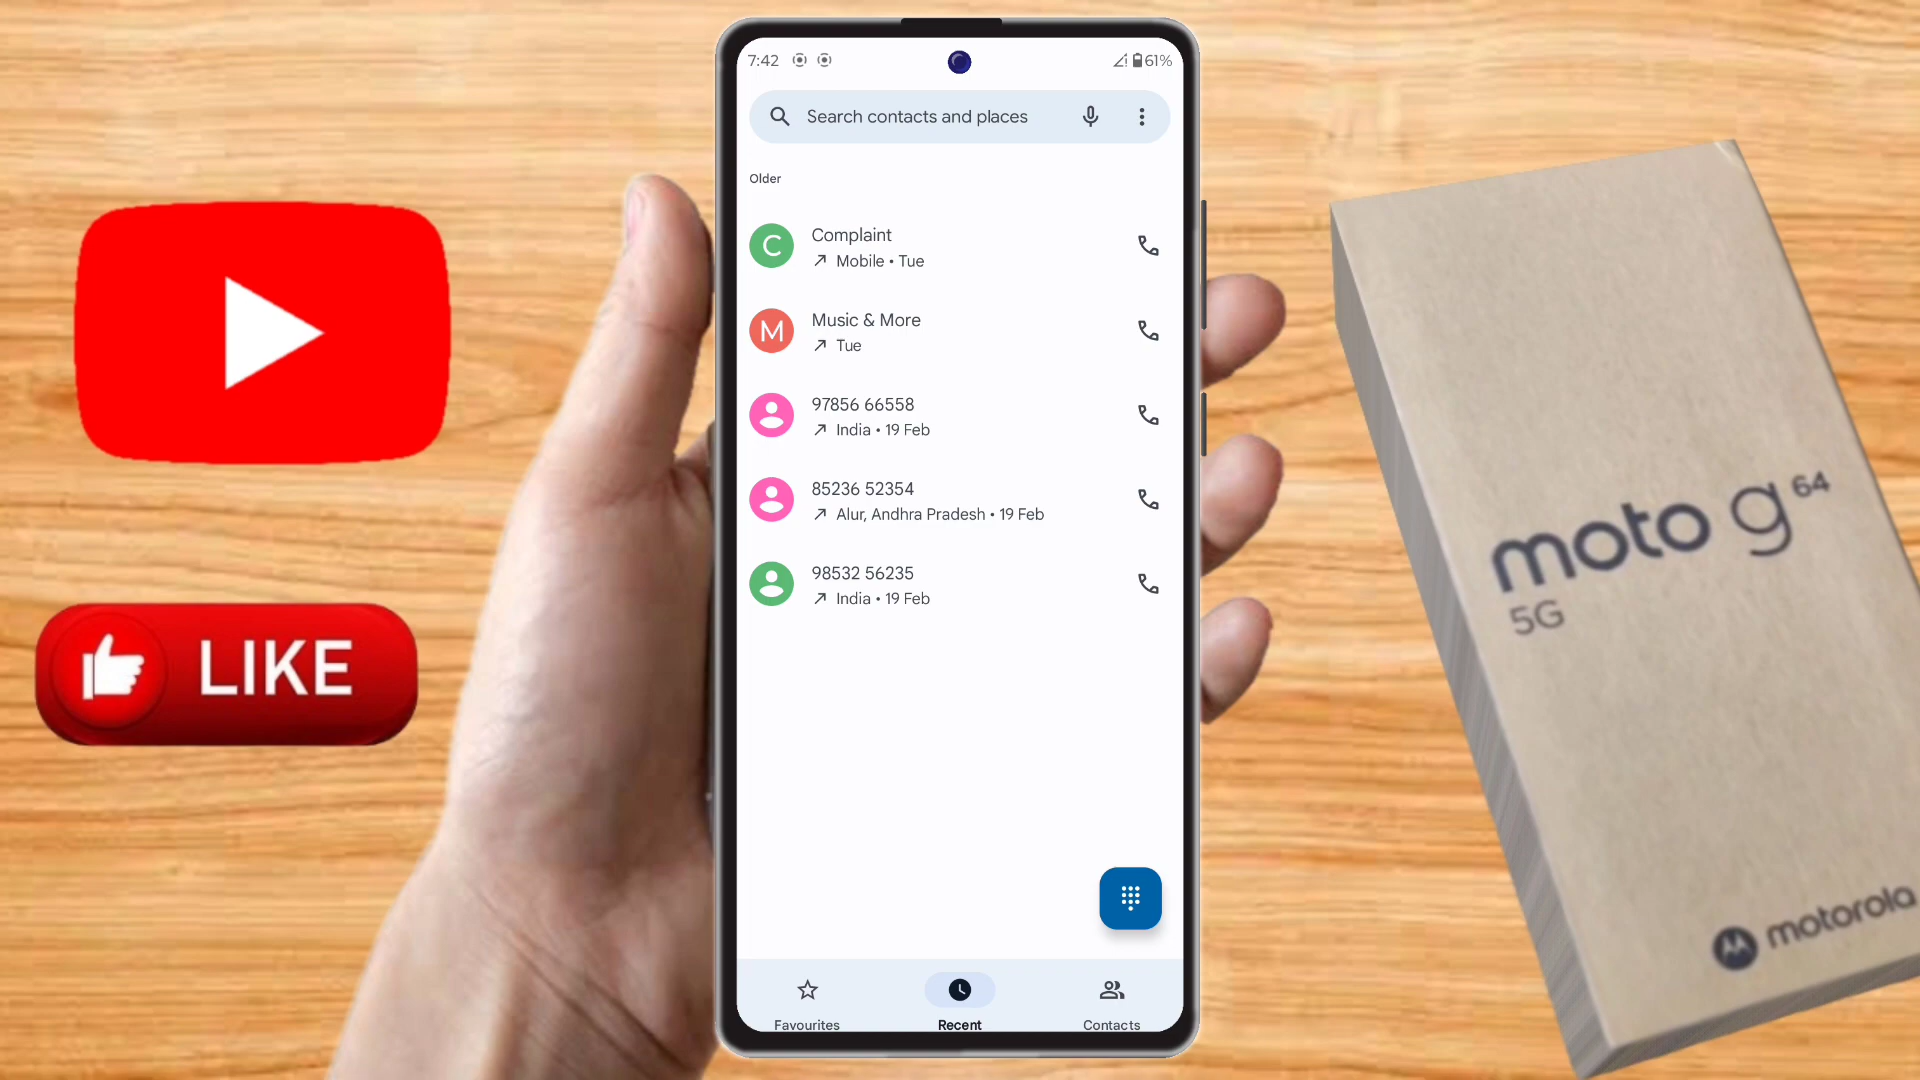 7:42
61%
Search contacts and places
Older
C
Complaint
Mobile • Tue
M
Music & More
Tue
97856 66558
India • 19 Feb
85236 52354
Alur, Andhra Pradesh • 19 Feb
98532 56235
India • 19 Feb
Favourites
Recent
Contacts
LIKE
moto g 64
5G
motorola